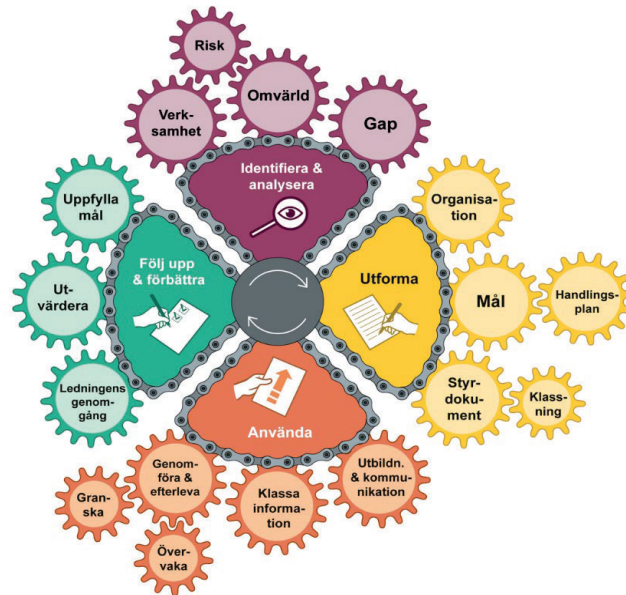 Risk
Omvärld
Verk-
samhet
Gap
Identifiera &
analysera
Uppfylla
mål
Organisa-
tion
Följ upp
& förbättra
Utforma
Ut-
värdera
Mål
Handlings-
plan
Ledningens
genom-
gång
Styr-
doku-
ment
Klass-
ning
Använda
Genom-
föra &
efterleva
Utbildn.
& kommu-
nikation
Gran-
ska
Klassa
informa-
tion
Över-
vaka